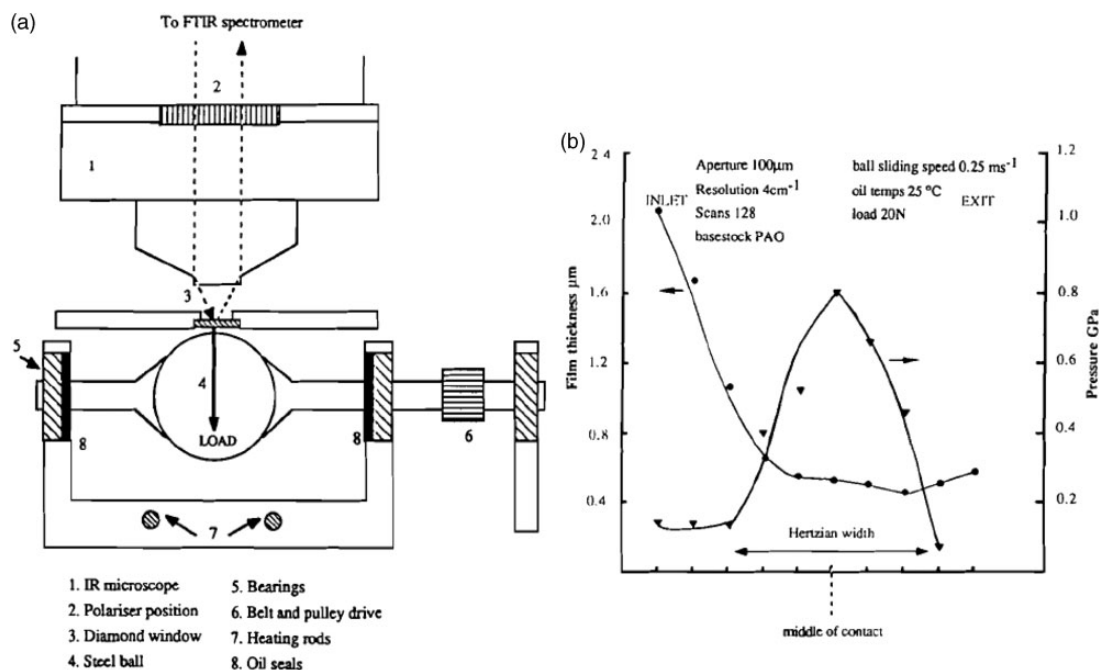 (a)
To FTIR spectrometer
2
1
3
5
4
LOAD
8
8
6
7
1. IR microscope
2. Polariser position
3. Diamond window
4. Steel ball
5. Bearings
6. Belt and pulley drive
7. Heating rods
8. Oil seals
(b)
2.4
2.0
1.6
1.2
0.8
0.4
Film thickness µm
Aperture 100µm
Resolution 4cm⁻¹
Scans 128
basestock PAO
INLET
ball sliding speed 0.25 ms⁻¹
oil temps 25 °C
load 20N
EXIT
1.2
1.0
0.8
0.6
0.4
0.2
Pressure GPa
Hertzian width
middle of contact